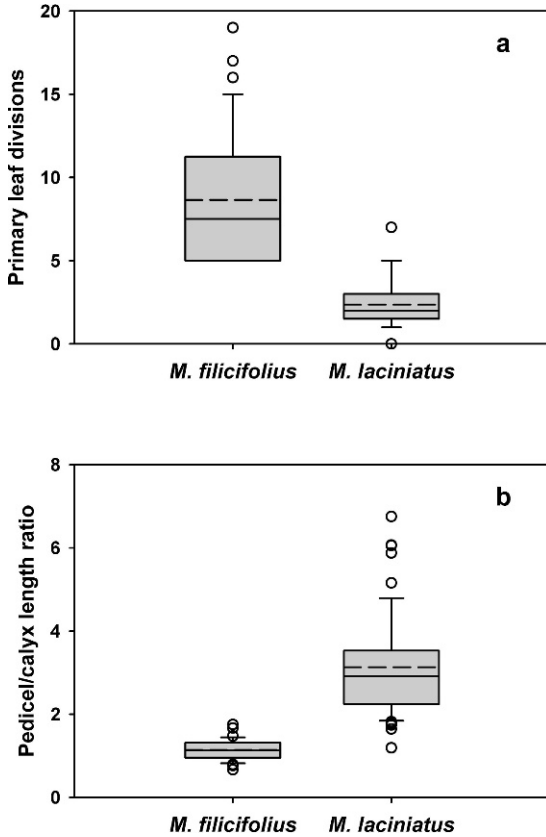 20
a
15
10
5
0
Primary leaf divisions
M. filicifolius M. laciniatus
8
b
6
4
2
0
Pedicel/calyx length ratio
M. filicifolius M. laciniatus